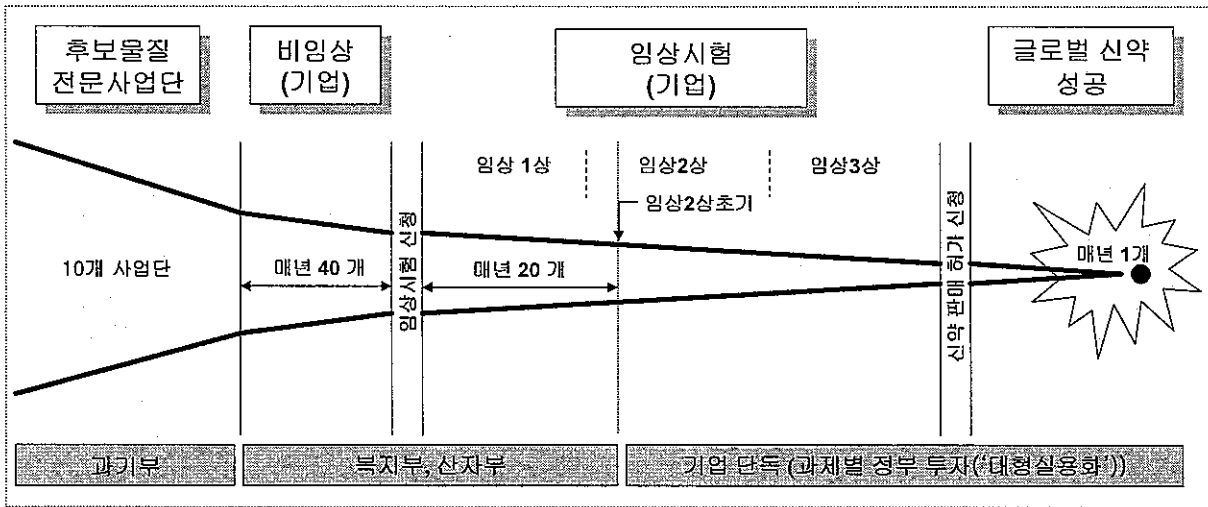 후보물질
전문사업단
비임상
(기업)
임상시험
(기업)
글로벌 신약
성공
임상 1상
임상2상
임상3상
임상2상초기
10개 사업단
매년 40 개
임상시험 신청
매년 20 개
신약 판매 허가 신청
매년 1개
과기부
복지부, 산자부
기업 단독 (과제별 정부 투자('대형실용화'))